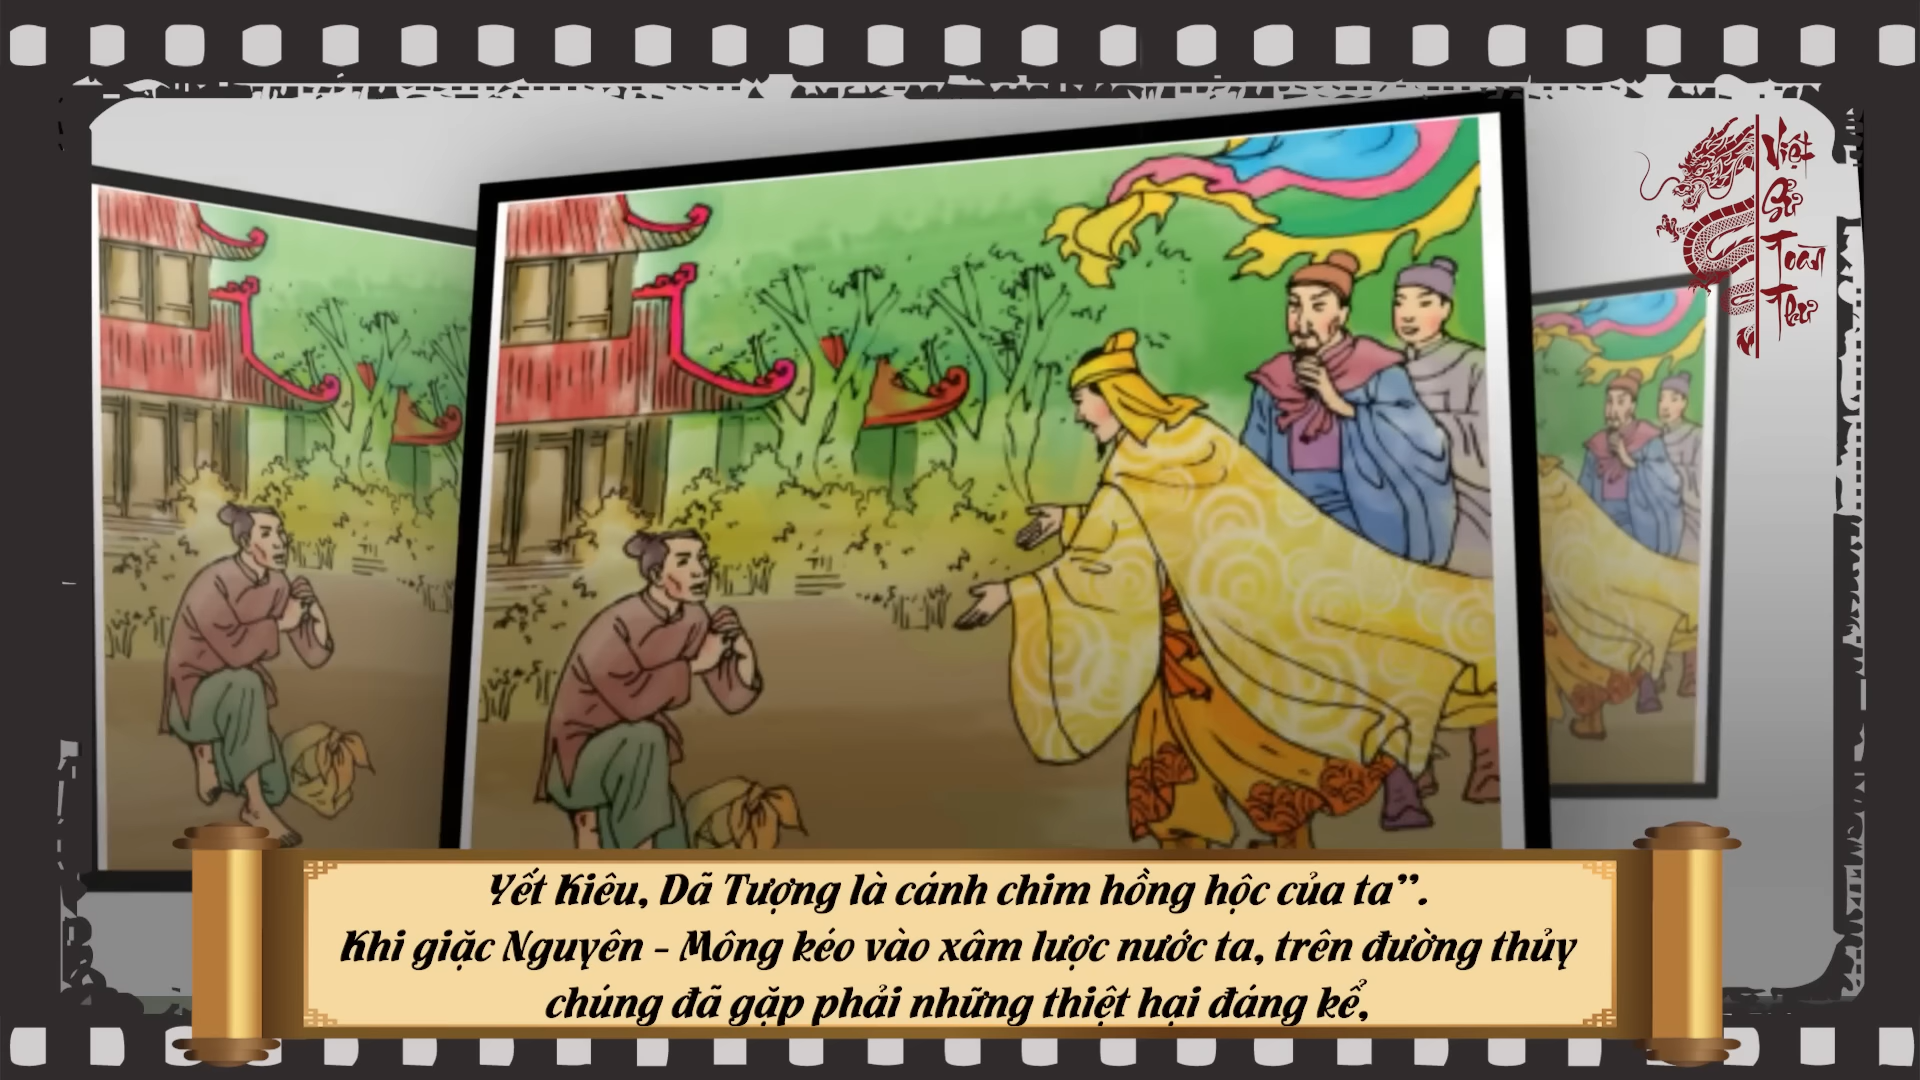 Việt
Sử
Toàn
Thư
Yết Kiêu, Dã Tượng là cánh chim hồng hộc của ta”.
Khi giặc Nguyên - Mông kéo vào xâm lược nước ta, trên đường thủy
chúng đã gặp phải những thiệt hại đáng kể,